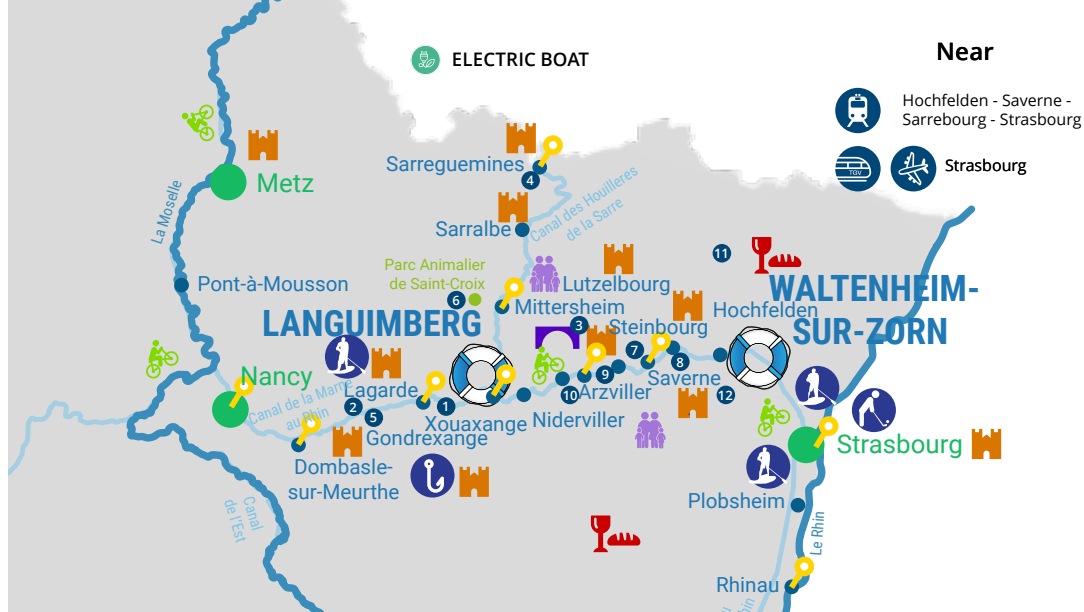 ELECTRIC BOAT
Near
Hochfelden - Saverne -
Sarrebourg - Strasbourg
TGV
Strasbourg
Sarreguemines
4
Metz
La Moselle
Canal des Houilleres
de la Sarre
Sarralbe
11
Parc Animalier
de Saint-Croix
6
Pont-à-Mousson
Lutzelbourg
Mittersheim
WALTENHEIM-
SUR-ZORN
Hochfelden
LANGUIMBERG
3
Steinbourg
7
8
Nancy
Lagarde
9
Saverne
10
Arzviller
12
Canal de la Marne
au Rhin
2
5
1
Xouaxange
Niderviller
Gondrexange
Strasbourg
Dombasle-
sur-Meurthe
Canal
de l'Est
Plobsheim
Le Rhin
Rhinau